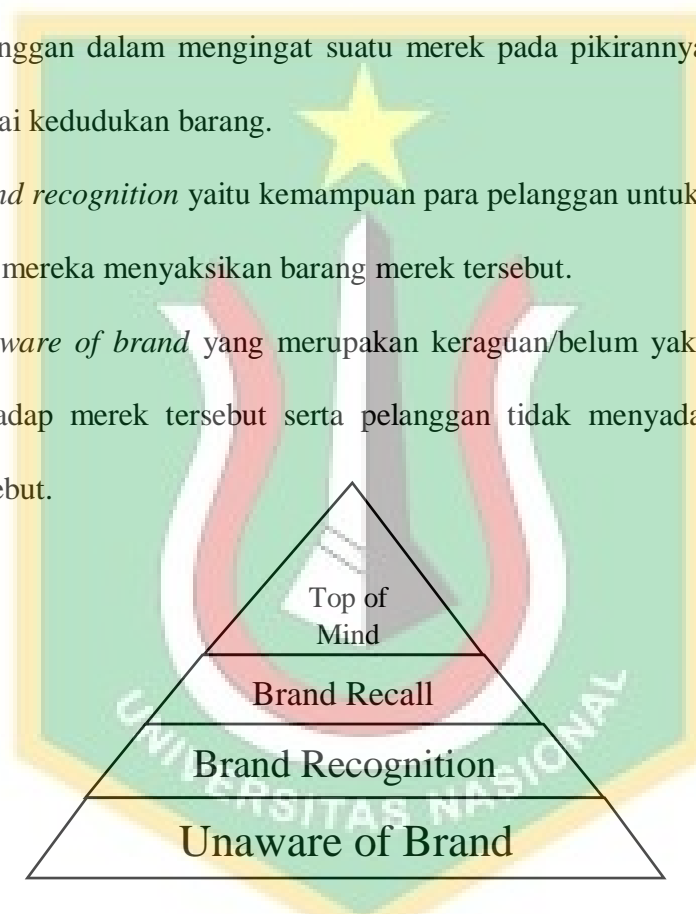 nggan dalam mengingat suatu merek pada pikirannya
ai kedudukan barang.
nd recognition yaitu kemampuan para pelanggan untuk
mereka menyaksikan barang merek tersebut.
ware of brand yang merupakan keraguan/belum yak
adap merek tersebut serta pelanggan tidak menyada
ebut.
Top of
Mind
Brand Recall
Brand Recognition
Unaware of Brand
UNIVERSITAS NASIONAL